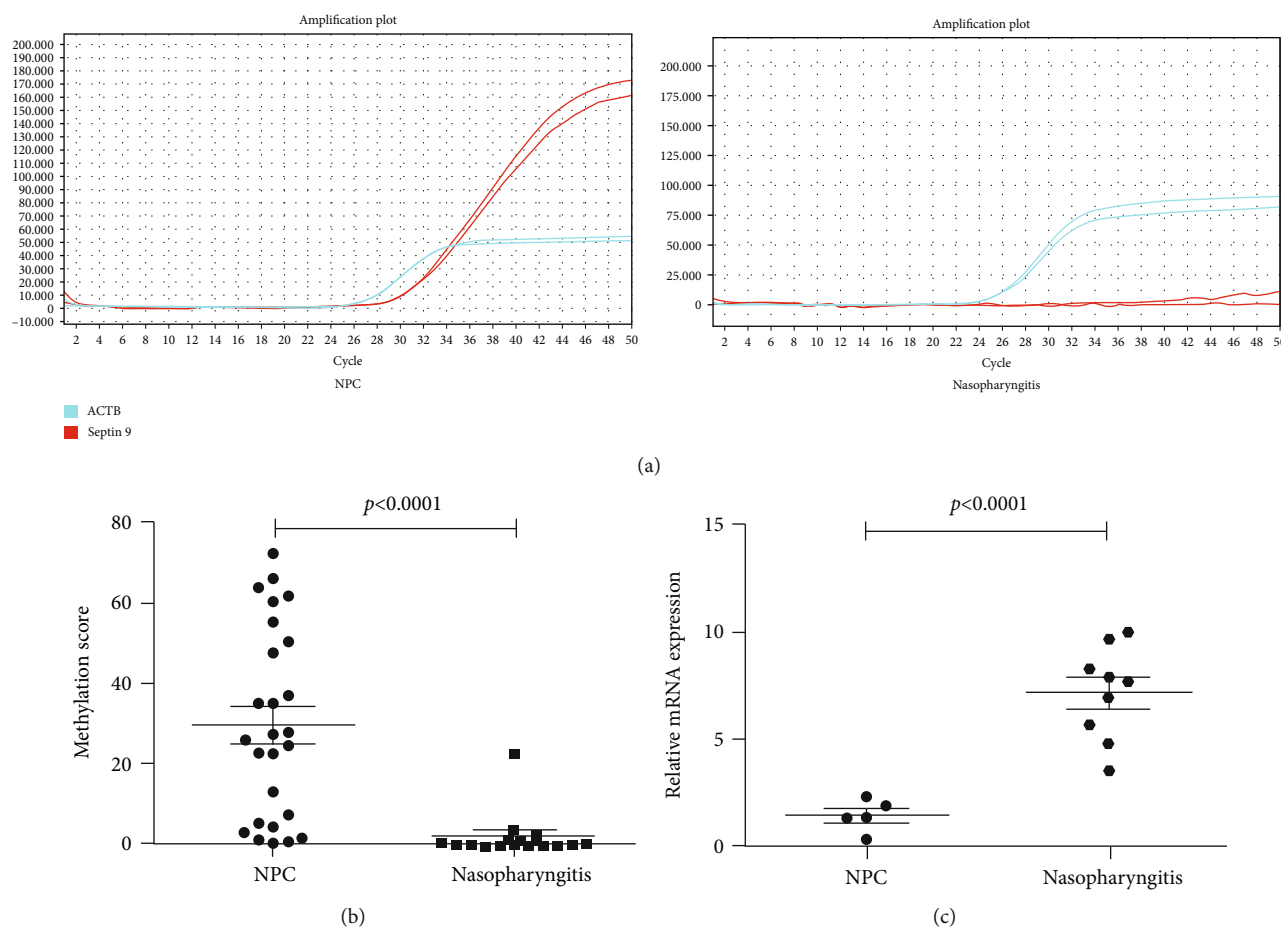 Amplification plot
200.000
190.000
180.000
170.000
160.000
150.000
140.000
130.000
120.000
110.000
100.000
90.000
80.000
70.000
60.000
50.000
40.000
30.000
20.000
10.000
0
−10.000
2 4 6 8 10 12 14 16 18 20 22 24 26 28 30 32 34 36 38 40 42 44 46 48 50
Cycle
NPC
Amplification plot
200.000
175.000
150.000
125.000
100.000
75.000
50.000
25.000
0
2 4 6 8 10 12 14 16 18 20 22 24 26 28 30 32 34 36 38 40 42 44 46 48 50
Cycle
Nasopharyngitis
ACTB
Septin 9
(a)
p<0.0001
Methylation score
80
60
40
20
0
NPC Nasopharyngitis
(b)
p<0.0001
Relative mRNA expression
15
10
5
0
NPC Nasopharyngitis
(c)